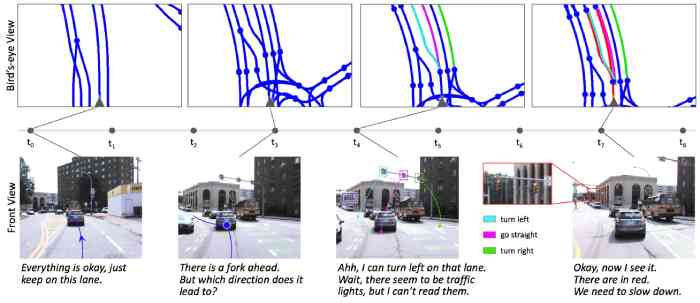 Bird's-eye View
t0
t1
t2
t3
t4
t5
t6
t7
t8
Front View
turn left
go straight
turn right
Everything is okay, just
keep on this lane.
There is a fork ahead.
But which direction does it
lead to?
Ahh, I can turn left on that lane.
Wait, there seem to be traffic
lights, but I can't read them.
Okay, now I see it.
There are in red.
We need to slow down.